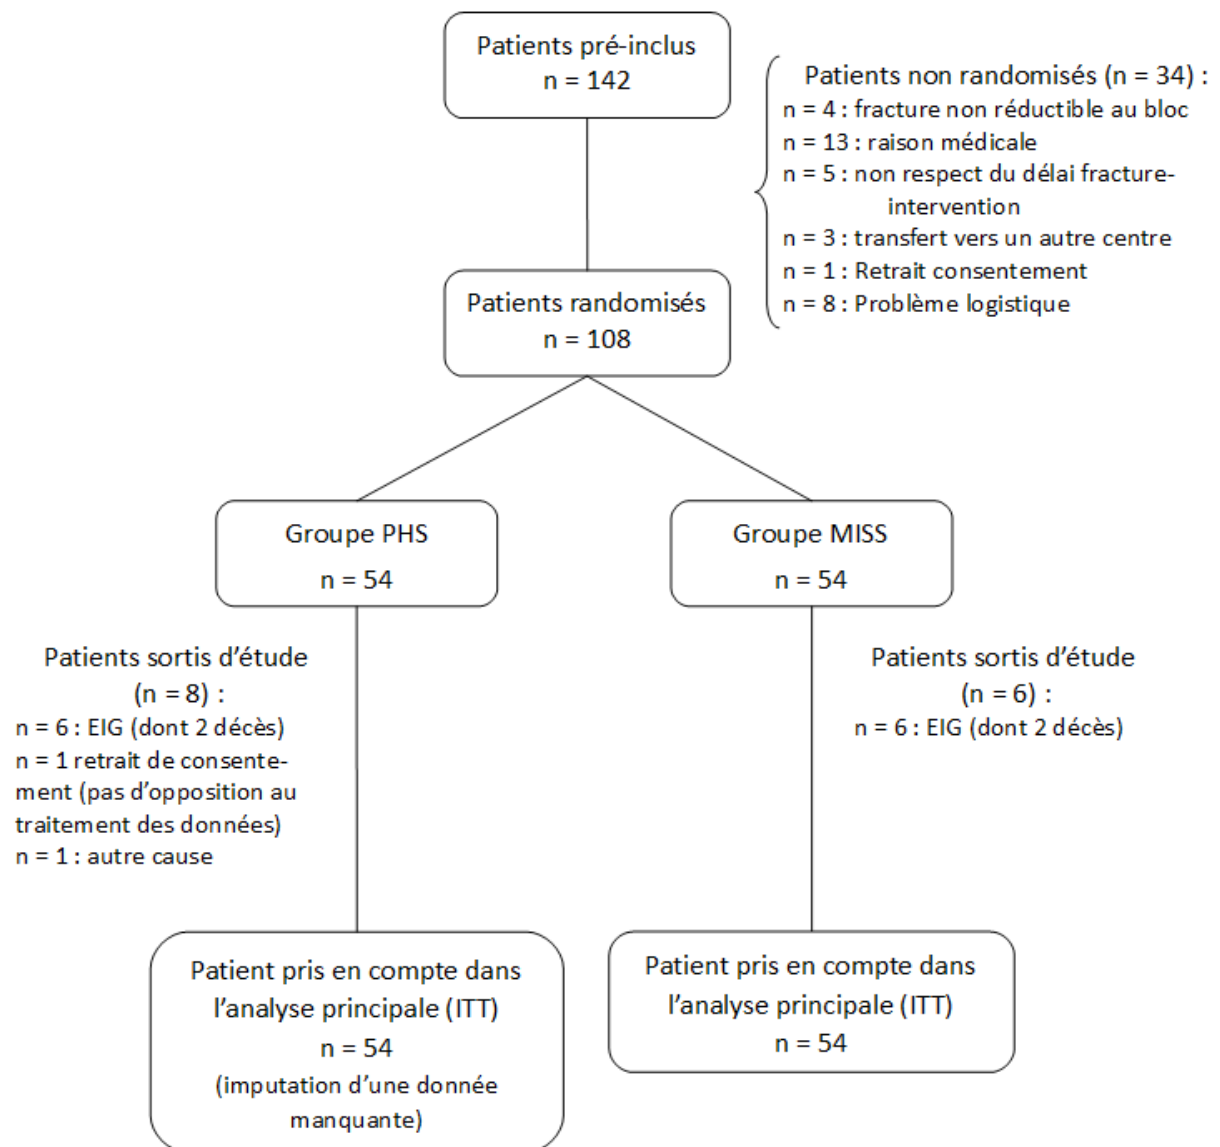 Patients pré-inclus
n = 142
Patients non randomisés (n = 34) :
n = 4 : fracture non réductible au bloc
n = 13 : raison médicale
n = 5 : non respect du délai fracture-
intervention
n = 3 : transfert vers un autre centre
n = 1 : Retrait consentement
n = 8 : Problème logistique
Patients randomisés
n = 108
Groupe PHS
n = 54
Groupe MISS
n = 54
Patients sortis d’étude
(n = 8) :
n = 6 : EIG (dont 2 décès)
n = 1 retrait de consente-
ment (pas d’opposition au
traitement des données)
n = 1 : autre cause
Patients sortis d’étude
(n = 6) :
n = 6 : EIG (dont 2 décès)
Patient pris en compte dans
l’analyse principale (ITT)
n = 54
(imputation d’une donnée
manquante)
Patient pris en compte dans
l’analyse principale (ITT)
n = 54